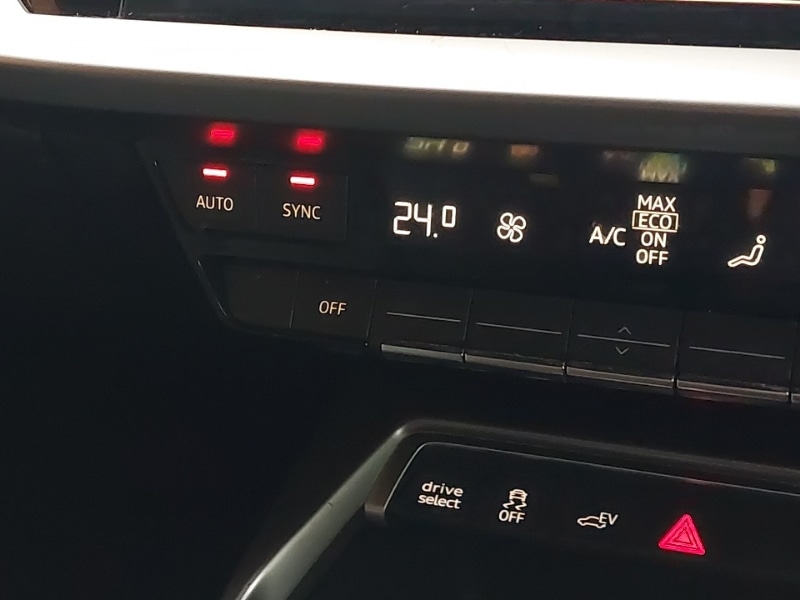 AUTO
SYNC
24.0
A/C
MAX
ECO
ON
OFF
OFF
drive
select
OFF
EV